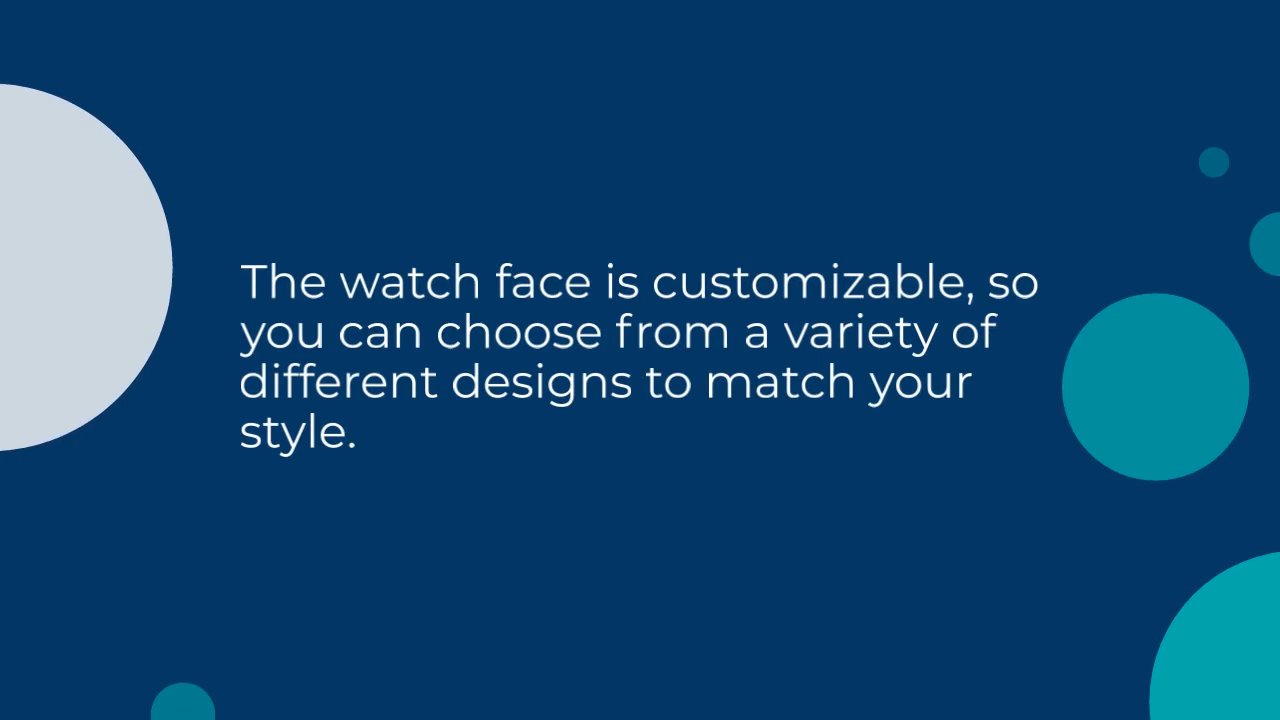 The watch face is customizable, so
you can choose from a variety of
different designs to match your
style.